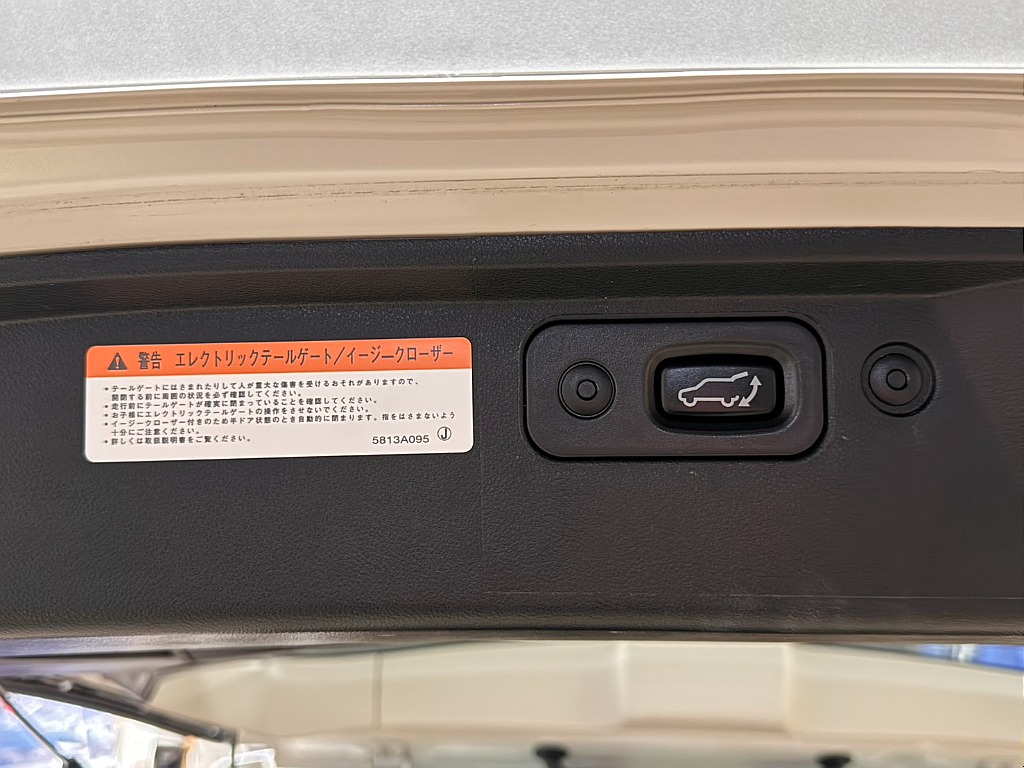 警告 エレクトリックテールゲート/イージークローザー
➔テールゲートにはさまれたりして人が重大な傷害を受けるおそれがありますので、
開閉する前に周囲の状況を必ず確認してください。
➔走行前にテールゲートが確実に閉まっていることを確認してください。
➔お子様にエレクトリックテールゲートの操作をさせないでください。
➔イージークローザー付きのため半ドア状態のとき自動的に閉まります。指をはさまないよう
十分にご注意ください。
➔詳しくは取扱説明書をご覧ください。
5813A095 Ⓙ